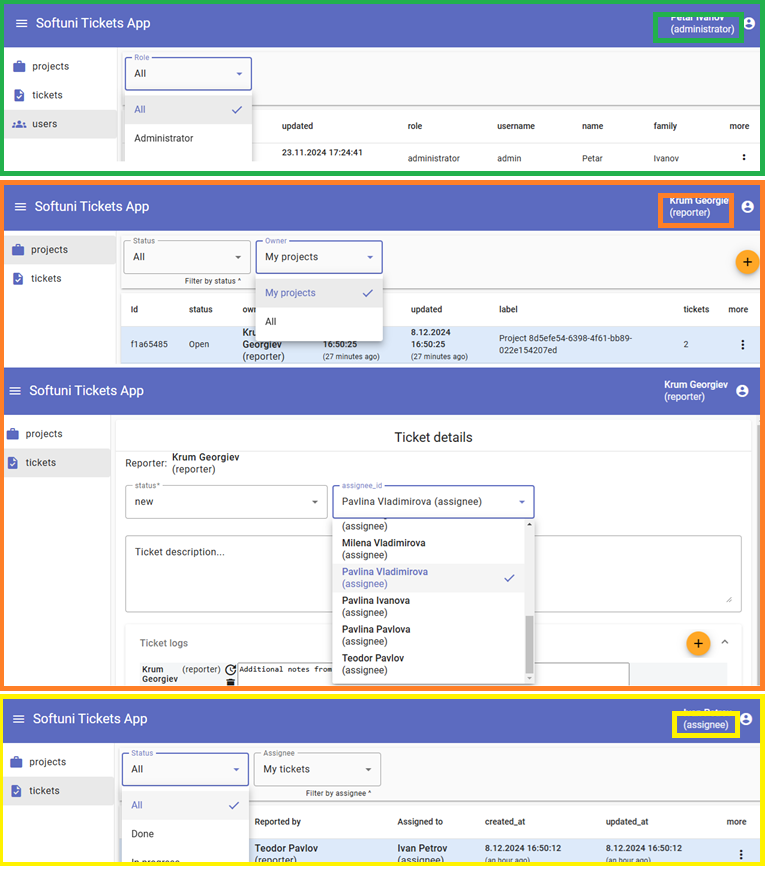 Softuni Tickets App
Petar Ivanov
(administrator)
projects
tickets
users
Role
All
All
Administrator
updated role username name family more
23.11.2024 17:24:41 administrator admin Petar Ivanov
Softuni Tickets App
Krum Georgiev
(reporter)
projects
tickets
Status
All
Filter by status *
Owner
My projects
My projects
All
Id status updated label tickets more
f1a65485 Open Georgiev
(reporter)
16:50:25
(27 minutes ago)
8.12.2024
16:50:25
(27 minutes ago)
Project 8d5efe54-6398-4f61-bb89-
022e154207ed
2
Softuni Tickets App
Krum Georgiev
(reporter)
projects
tickets
Ticket details
Reporter: Krum Georgiev
(reporter)
status*
new
assignee_id
Pavlina Vladimirova (assignee)
(assignee)
Milena Vladimirova
(assignee)
Pavlina Vladimirova
(assignee)
Pavlina Ivanova
(assignee)
Pavlina Pavlova
(assignee)
Teodor Pavlov
(assignee)
Ticket description...
Ticket logs
Krum
Georgiev
(reporter)
Additional notes from
Softuni Tickets App
Ivan Petrov
(assignee)
projects
tickets
Status
All
All
Done
In progress
Assignee
My tickets
Filter by assignee *
Reported by Assigned to created_at updated_at more
Teodor Pavlov Ivan Petrov 8.12.2024 16:50:12 8.12.2024 16:50:12
(reporter) (assignee) (an hour ago) (an hour ago)